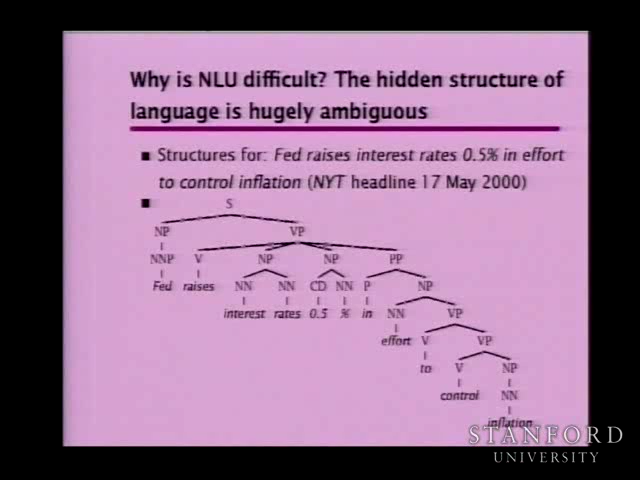 Why is NLU difficult? The hidden structure of
language is hugely ambiguous
Structures for: Fed raises interest rates 0.5% in effort
to control inflation (NYT headline 17 May 2000)
S
NP VP
NNP V NP NP PP
Fed raises NN NN CD NN P NP
interest rates 0.5 % in NN VP
effort V VP
to V NP
control NN
inflation
STANFORD
UNIVERSITY